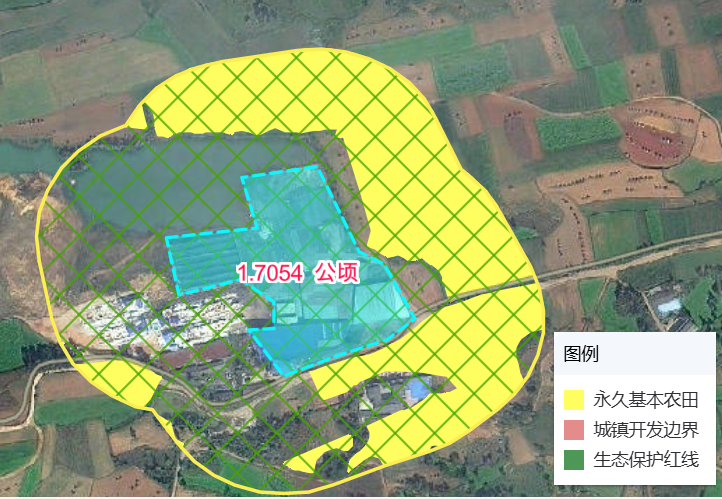 1.7054 公顷
图例
永久基本农田
城镇开发边界
生态保护红线